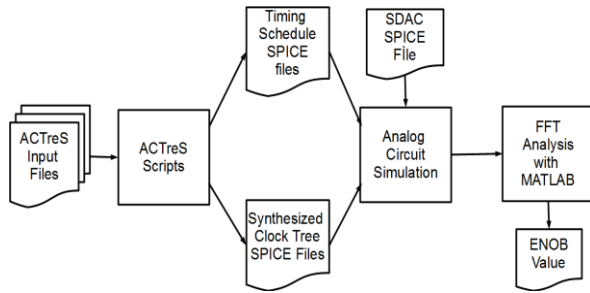 Timing
Schedule
SPICE
files
SDAC
SPICE
File
ACTreS
Input
Files
ACTreS
Scripts
Analog
Circuit
Simulation
FFT
Analysis
with
MATLAB
Synthesized
Clock Tree
SPICE Files
ENOB
Value